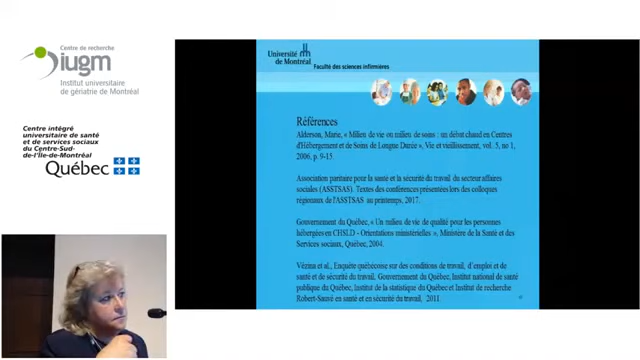 Centre de recherche
iugm
Institut universitaire
de gériatrie de Montréal
Centre intégré
universitaire de santé
et de services sociaux
du Centre-Sud-
de-l'Île-de-Montréal
Québec
Université
de Montréal
Faculté des sciences infirmières
Références
Alderson, Marie, « Milieu de vie ou milieu de soins : un débat chaud en Centres
d'Hébergement et de Soins de Longue Durée », Vie et vieillissement, vol. 5, no 1,
2006, p. 9-15.
Association paritaire pour la santé et la sécurité du travail du secteur affaires
sociales (ASSTSAS). Textes des conférences présentées lors des colloques
régionaux de l'ASSTSAS au printemps, 2017.
Gouvernement du Québec, « Un milieu de vie de qualité pour les personnes
hébergées en CHSLD - Orientations ministérielles », Ministère de la Santé et des
Services sociaux, Québec, 2004.
Vézina et al., Enquête québécoise sur des conditions de travail, d'emploi et de
santé et de sécurité du travail. Gouvernement du Québec, Institut national de santé
publique du Québec, Institut de la statistique du Québec et Institut de recherche
Robert-Sauvé en santé et en sécurité du travail, 2011